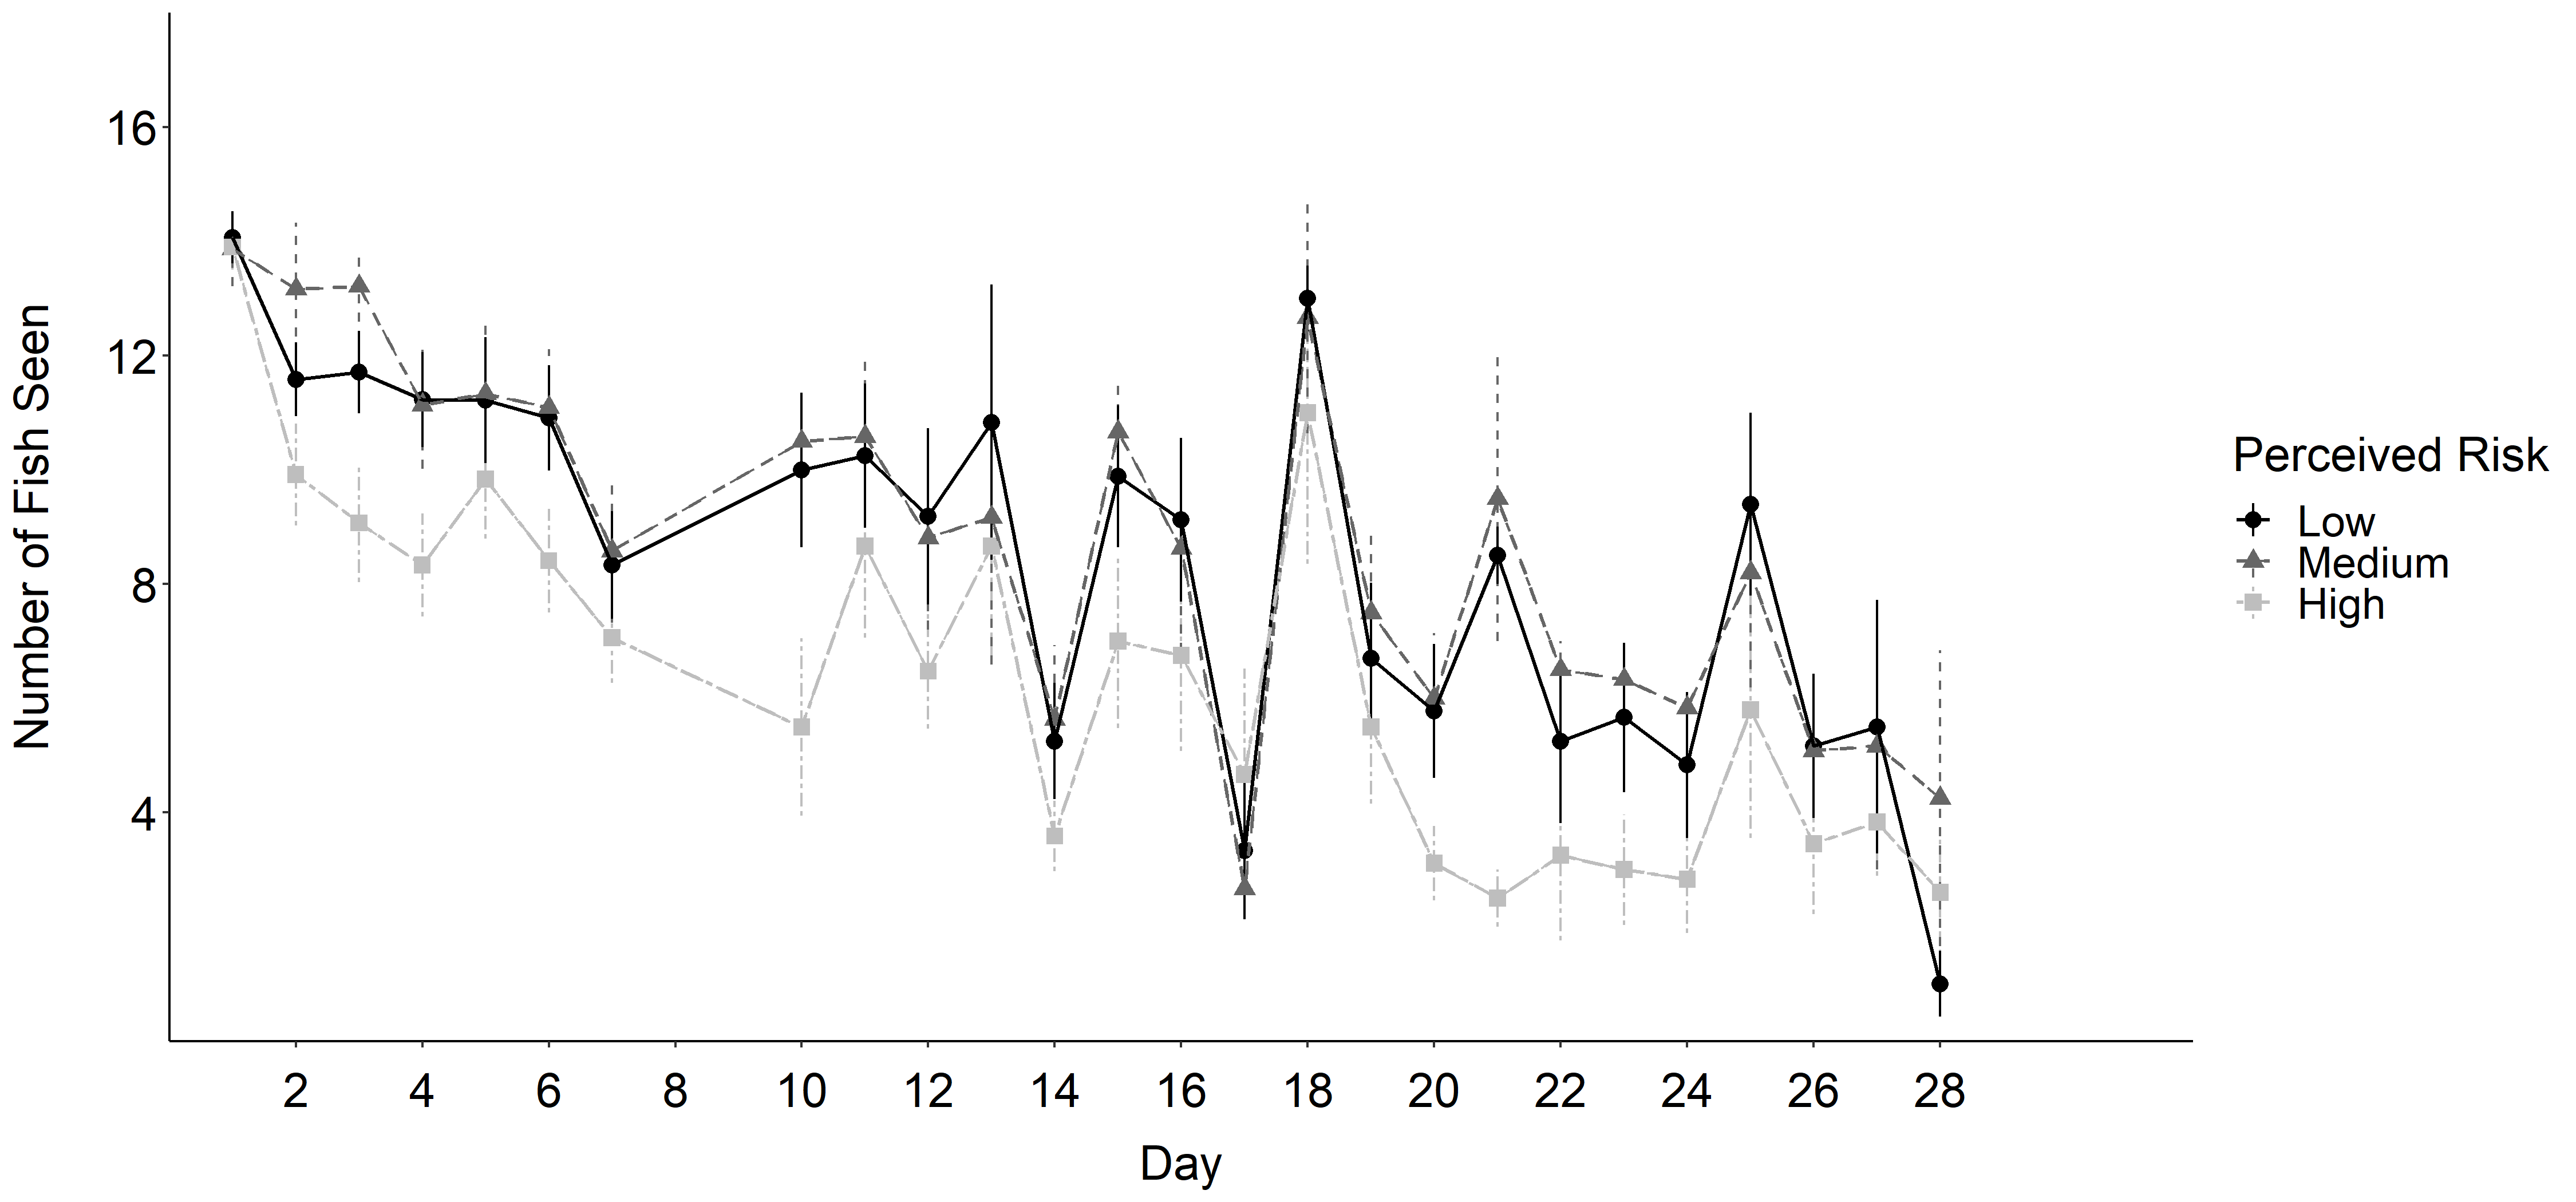 Number of Fish Seen
16
12
8
4
2 4 6 8 10 12 14 16 18 20 22 24 26 28
Day
Perceived Risk
Low
Medium
High